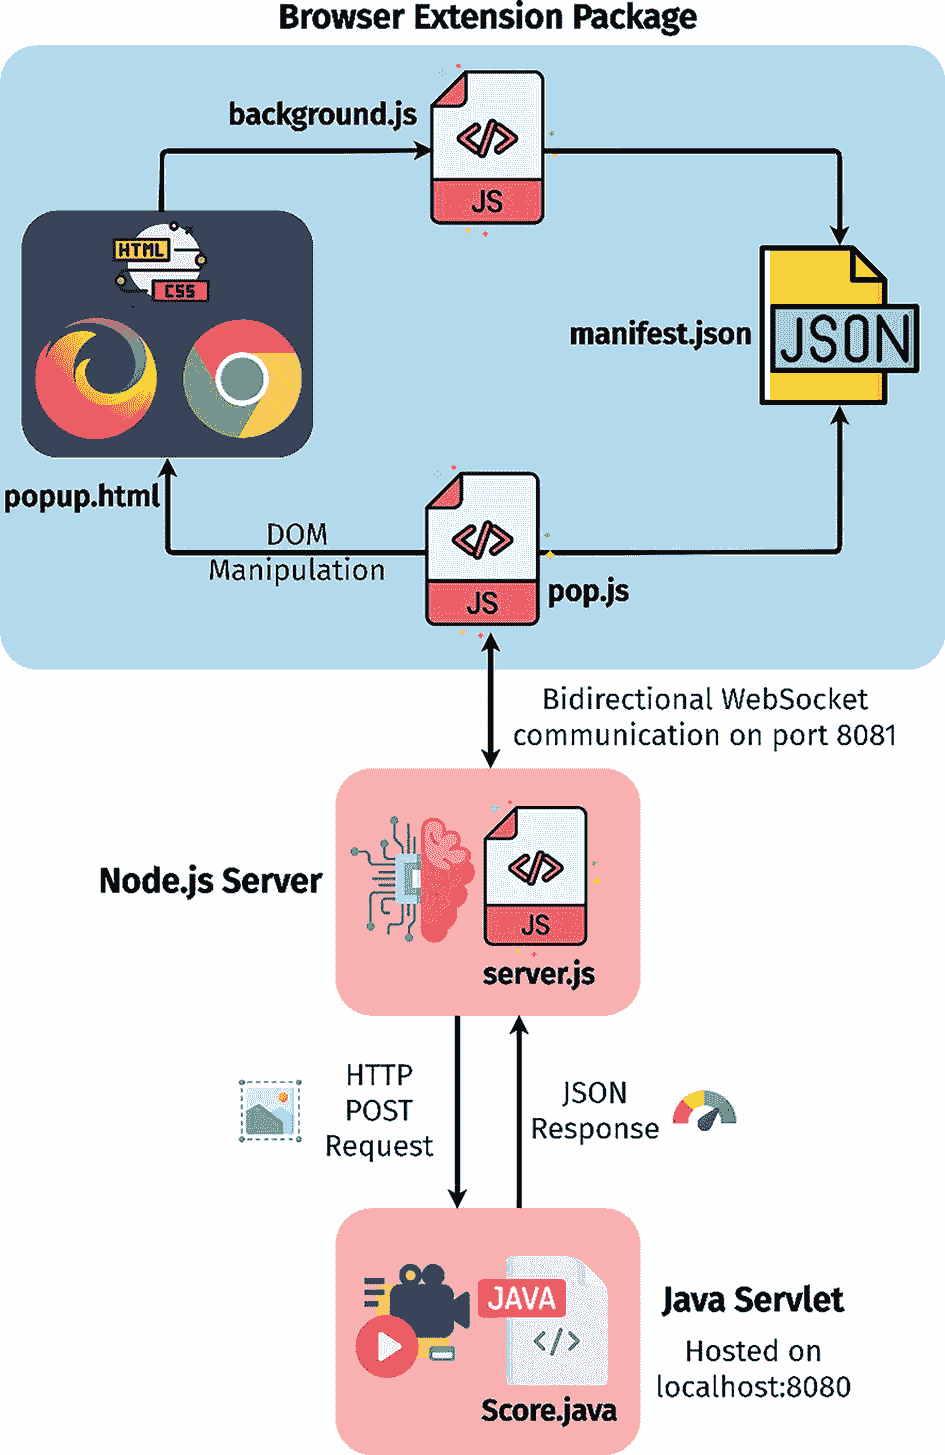 Browser Extension Package
background.js
JS
HTML
CSS
manifest.json
JSON
popup.html
DOM
Manipulation
JS
pop.js
Bidirectional WebSocket
communication on port 8081
Node.js Server
JS
server.js
HTTP
POST
Request
JSON
Response
JAVA
Score.java
Java Servlet
Hosted on
localhost:8080